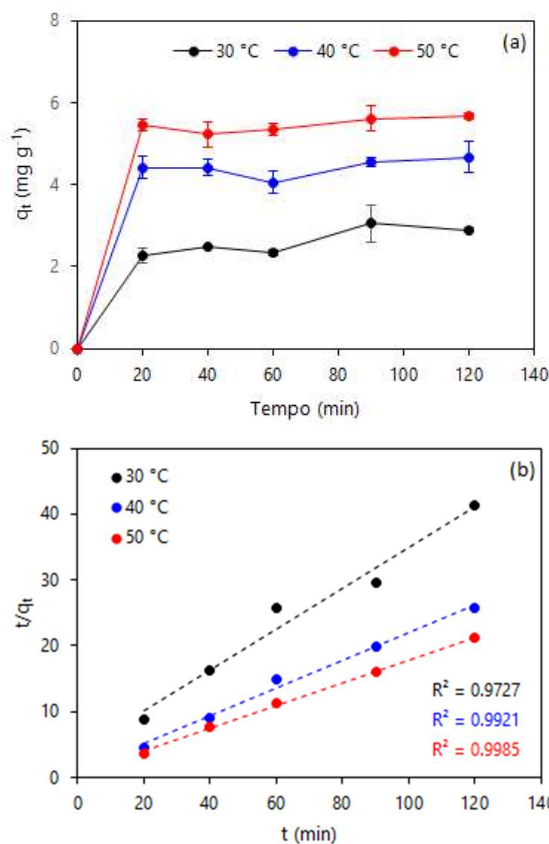 8
(a)
30 °C 40 °C 50 °C
6
4
2
0
qt (mg g⁻¹)
0 20 40 60 80 100 120 140
Tempo (min)
50
(b)
30 °C
40 °C
50 °C
40
30
20
10
0
t/qt
R² = 0.9727
R² = 0.9921
R² = 0.9985
0 20 40 60 80 100 120 140
t (min)